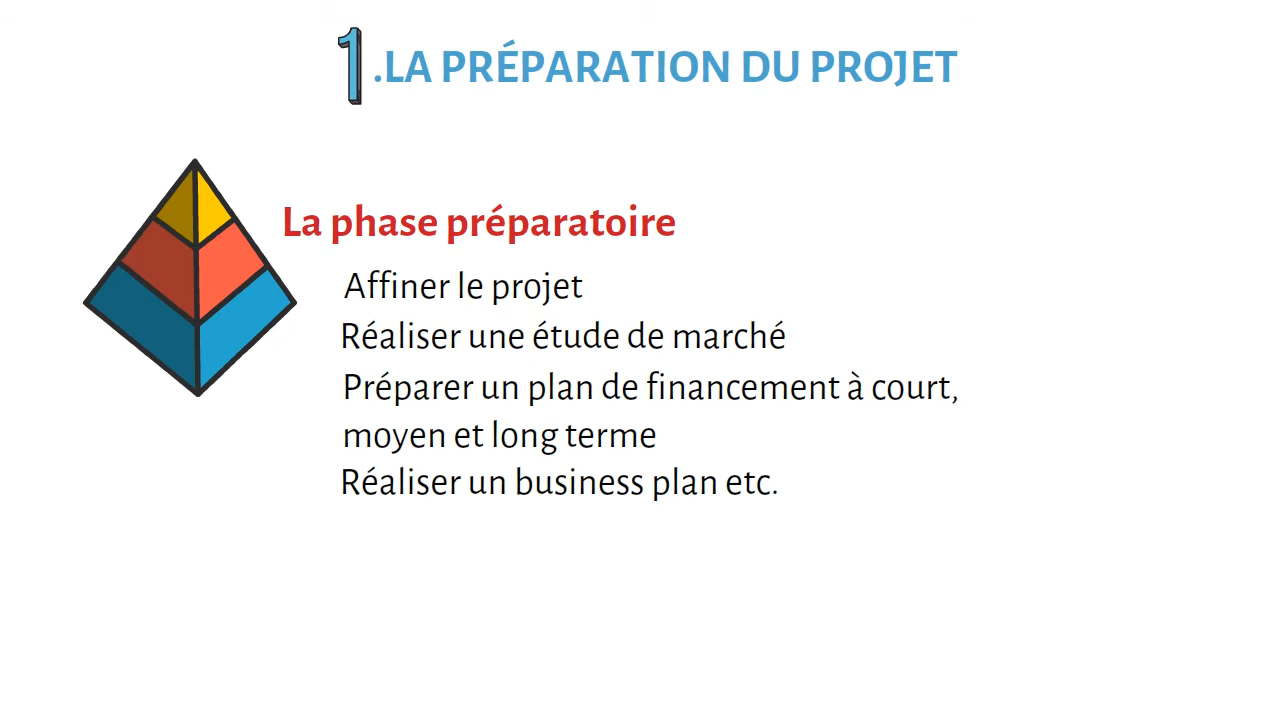 1.LA PRÉPARATION DU PROJET
La phase préparatoire
Affiner le projet
Réaliser une étude de marché
Préparer un plan de financement à court,
moyen et long terme
Réaliser un business plan etc.